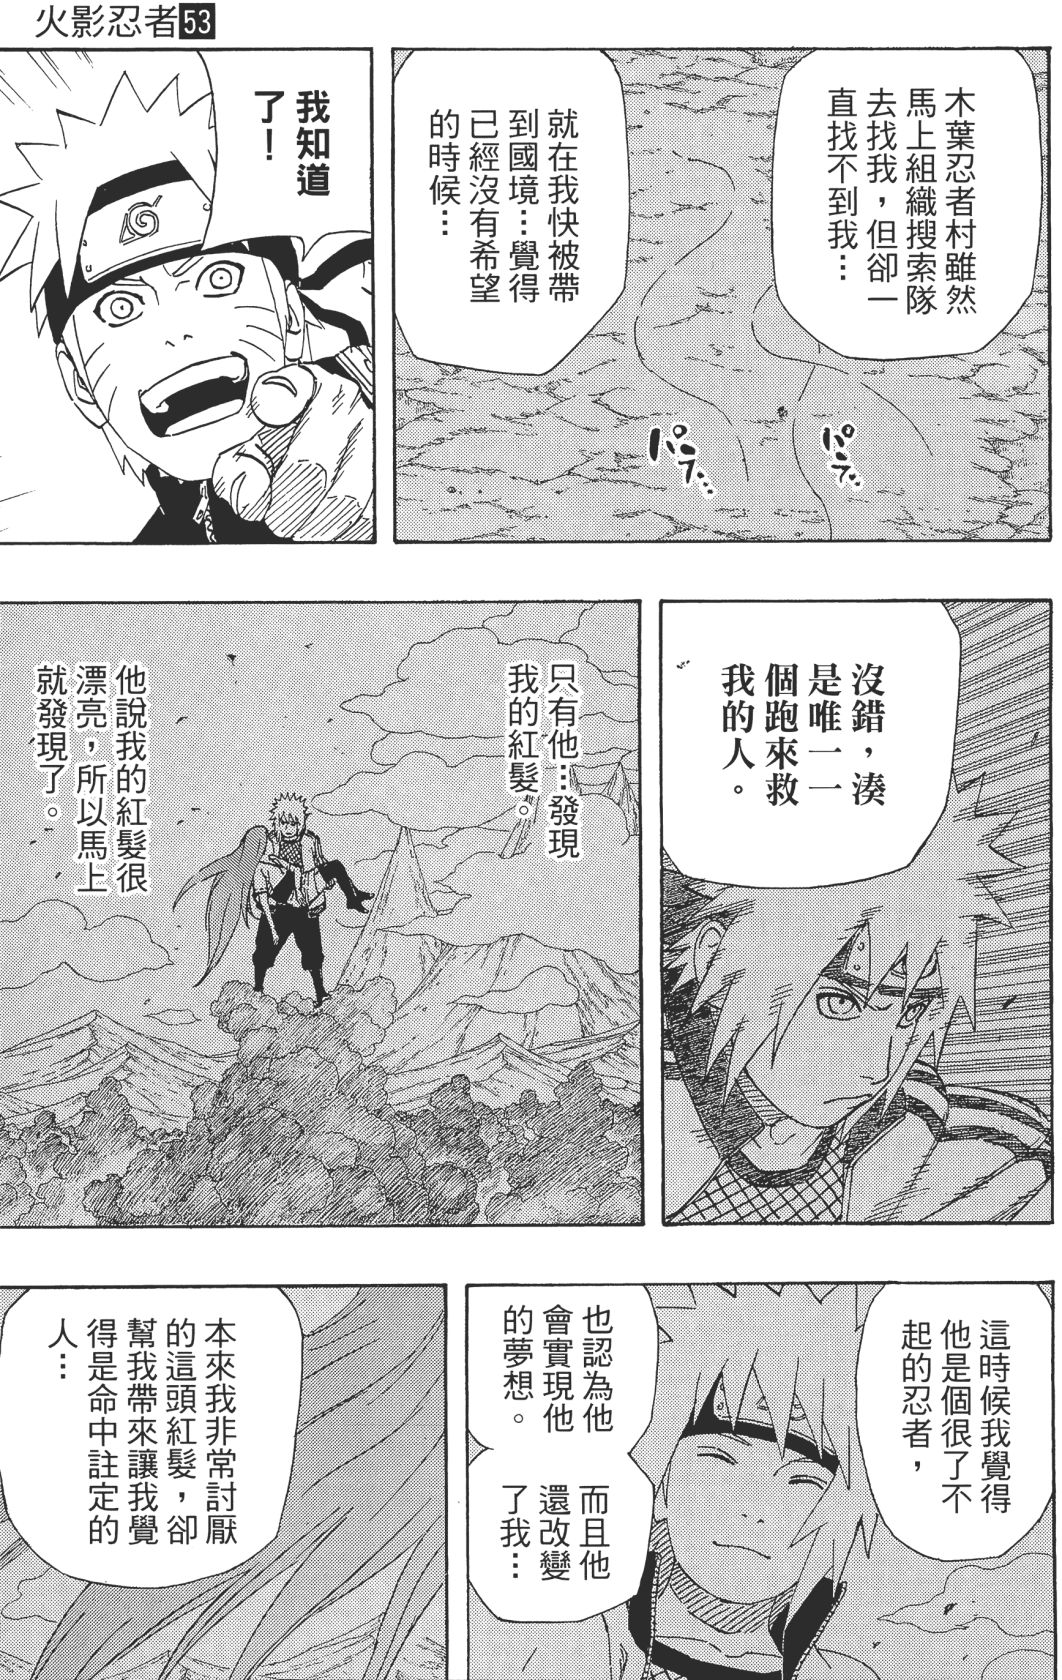 火影忍者53
木葉忍者村雖然
馬上組織搜索隊
去找我，但卻一
直找不到我…
就在我快被帶
到國境…覺得
已經沒有希望
的時候…
パラ…
パラ…
我知道
了！
沒錯，湊
是唯一一
個跑來救
我的人。
只有他…發現
我的紅髮。
他說我的紅髮很
漂亮，所以馬上
就發現了。
這時候我覺得
他是個很了不
起的忍者，
也認為他
會實現他
的夢想。
而且他
還改變
了我…
本來我非常討厭
的這頭紅髮，卻
幫我帶來讓我覺
得是命中註定的
人…